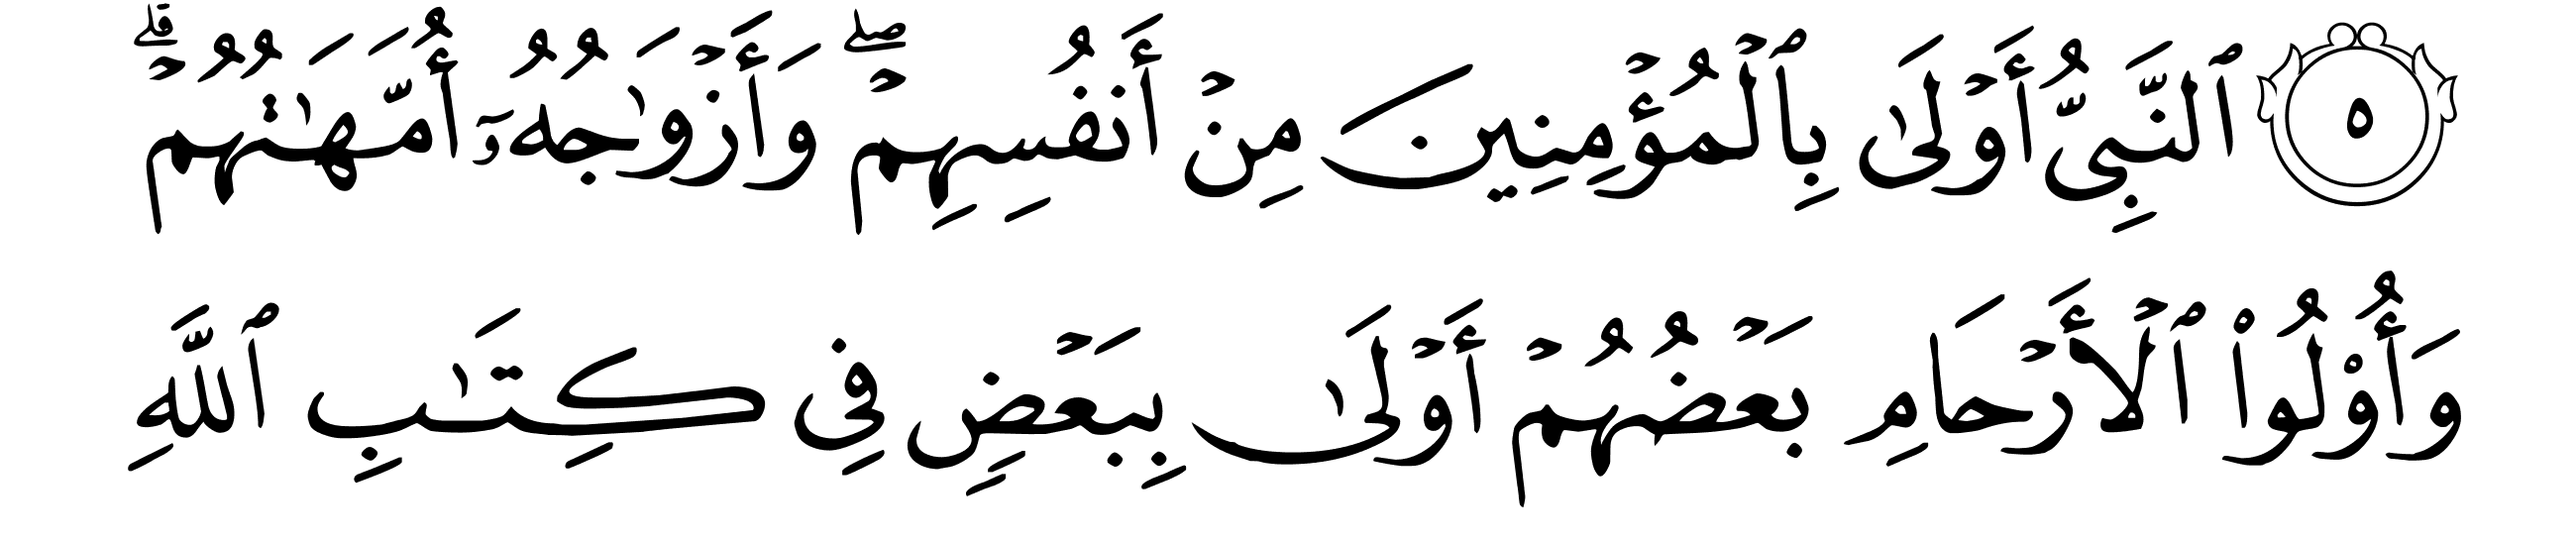 ٥ ٱلنَّبِىُّ أَوْلَىٰ بِٱلْمُؤْمِنِينَ مِنْ أَنفُسِهِمْ ۖ وَأَزْوَٰجُهُۥٓ أُمَّهَـٰتُهُمْ ۗ
وَأُو۟لُوا۟ ٱلْأَرْحَامِ بَعْضُهُمْ أَوْلَىٰ بِبَعْضٍ فِى كِتَـٰبِ ٱللَّهِ